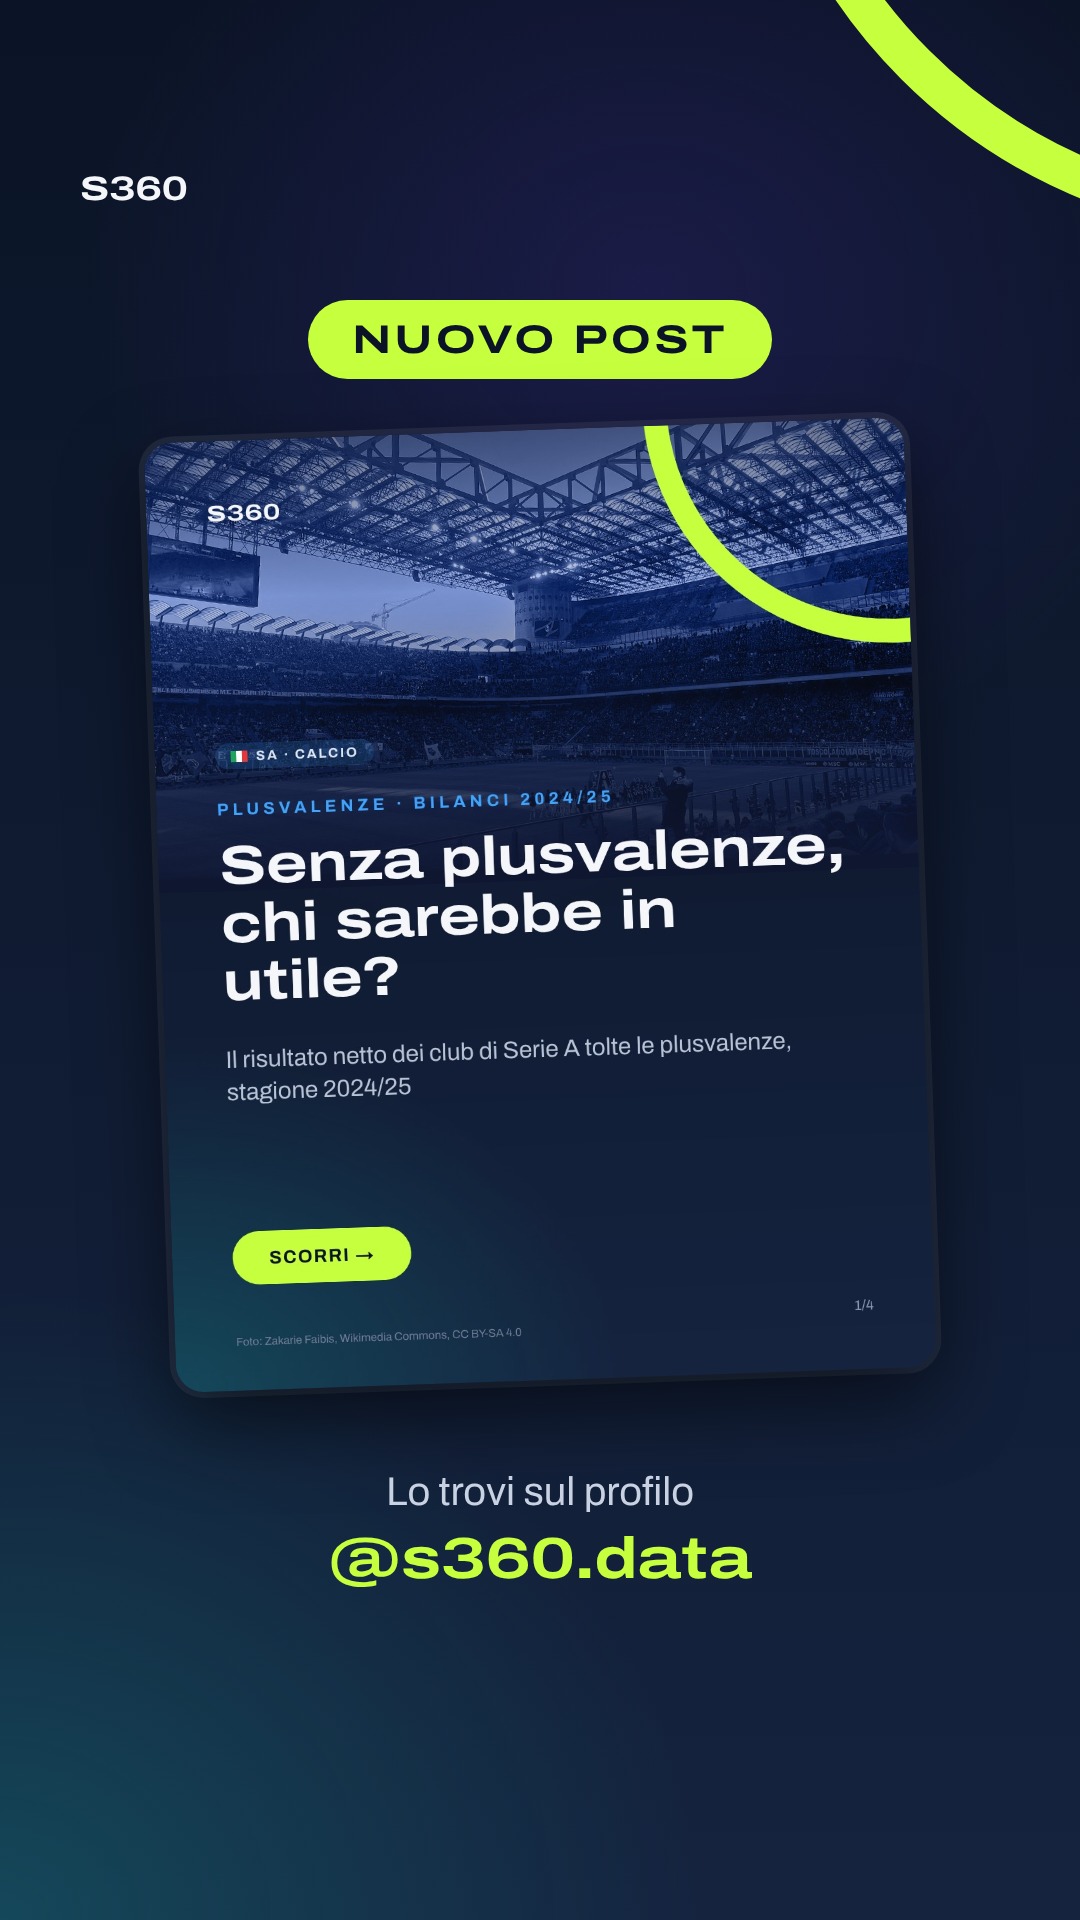 S360
NUOVO POST
S360
SA · CALCIO
PLUSVALENZE · BILANCI 2024/25
Senza plusvalenze,
chi sarebbe in
utile?
Il risultato netto dei club di Serie A tolte le plusvalenze,
stagione 2024/25
SCORRI →
1/4
Foto: Zakarie Faibis, Wikimedia Commons, CC BY-SA 4.0
Lo trovi sul profilo
@s360.data